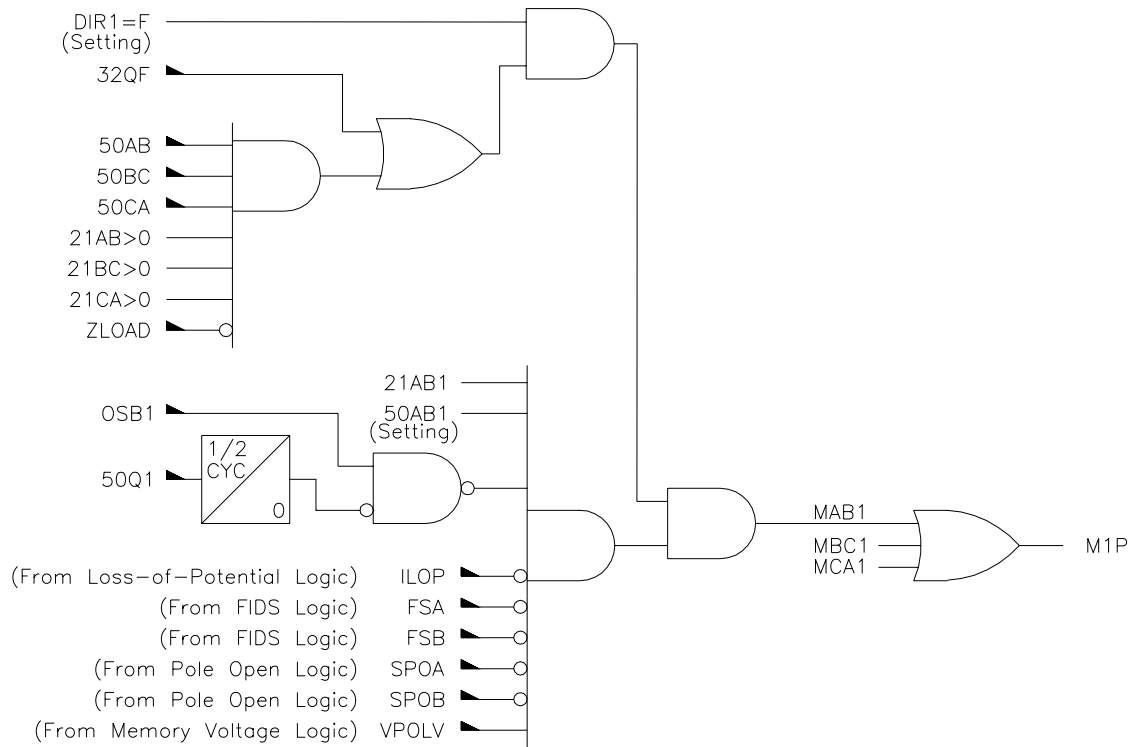 DIR1=F
(Setting)
32QF
50AB
50BC
50CA
21AB>0
21BC>0
21CA>0
ZLOAD
21AB1
OSB1
50AB1
(Setting)
1/2
CYC
0
50Q1
MAB1
MBC1
MCA1
M1P
(From Loss-of-Potential Logic) ILOP
(From FIDS Logic) FSA
(From FIDS Logic) FSB
(From Pole Open Logic) SPOA
(From Pole Open Logic) SPOB
(From Memory Voltage Logic) VPOLV